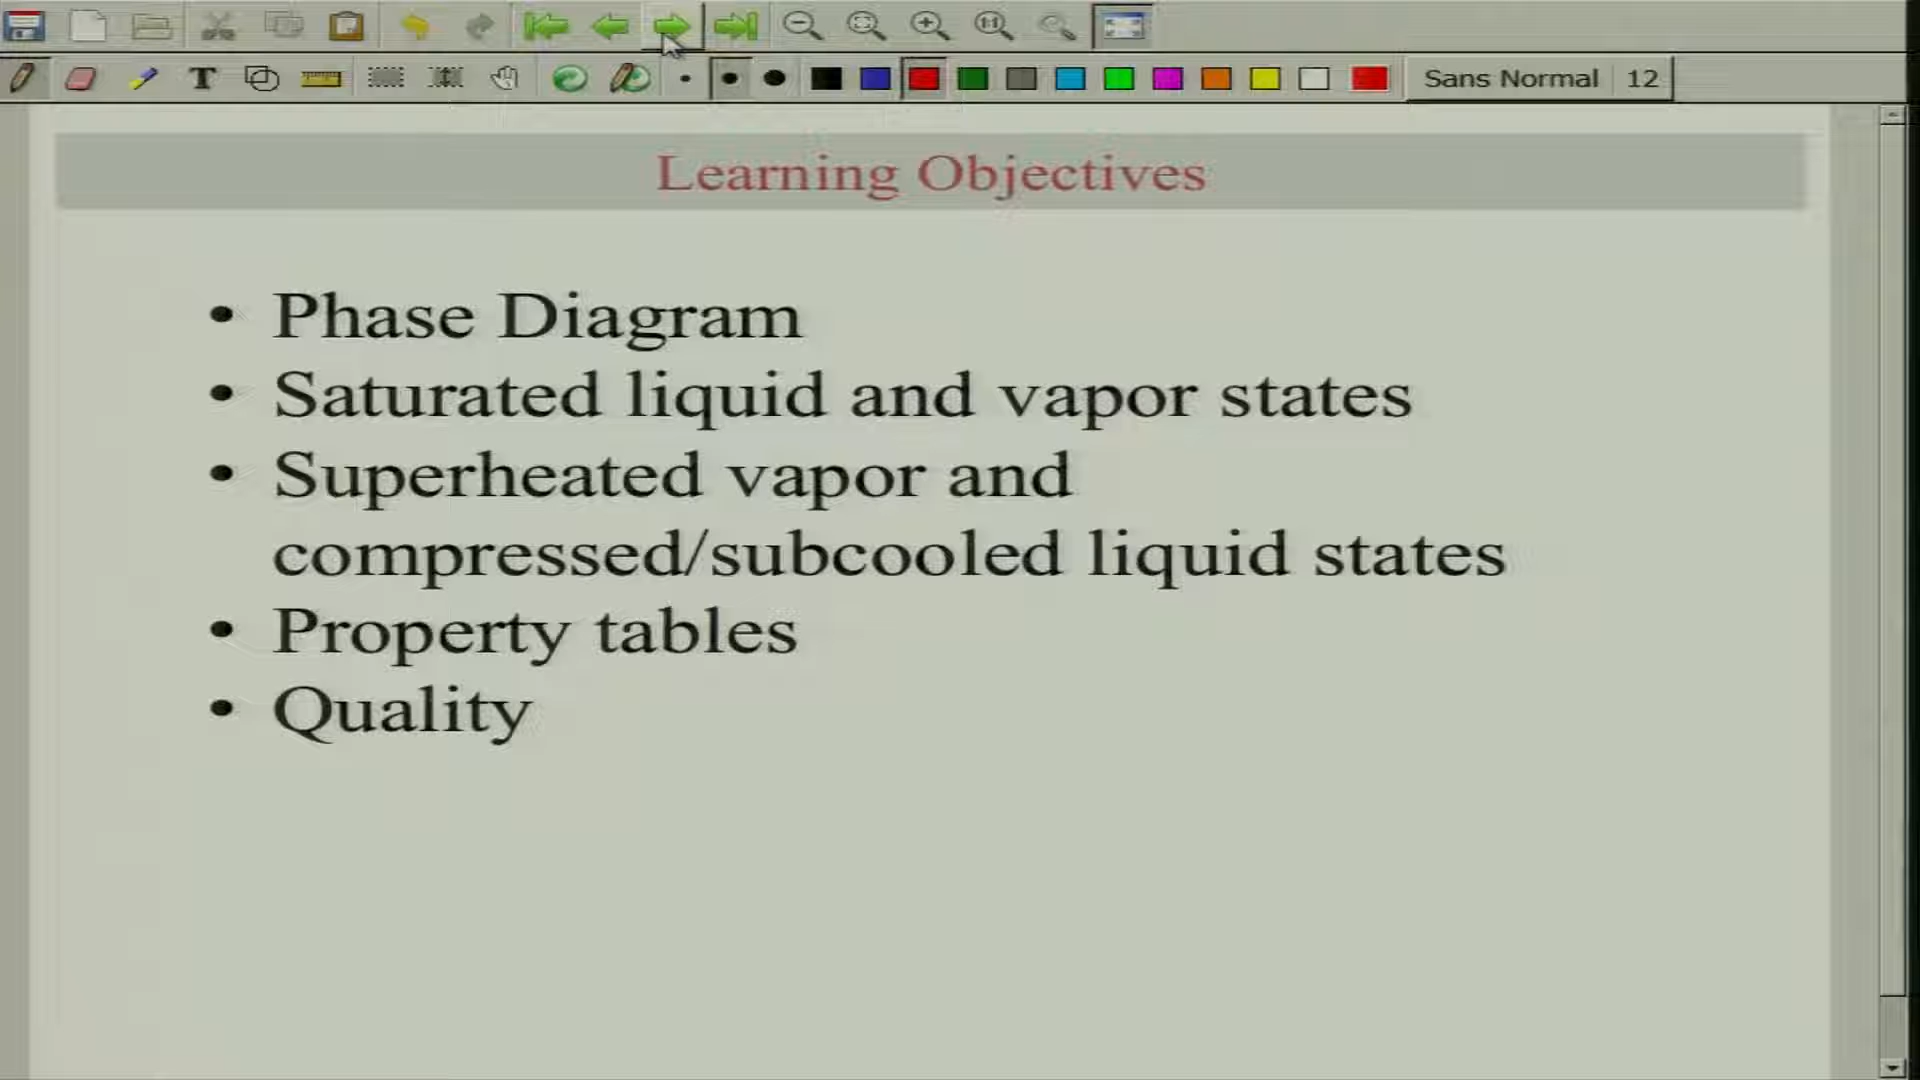 T
Sans Normal 12
Learning Objectives
• Phase Diagram
• Saturated liquid and vapor states
• Superheated vapor and
compressed/subcooled liquid states
• Property tables
• Quality